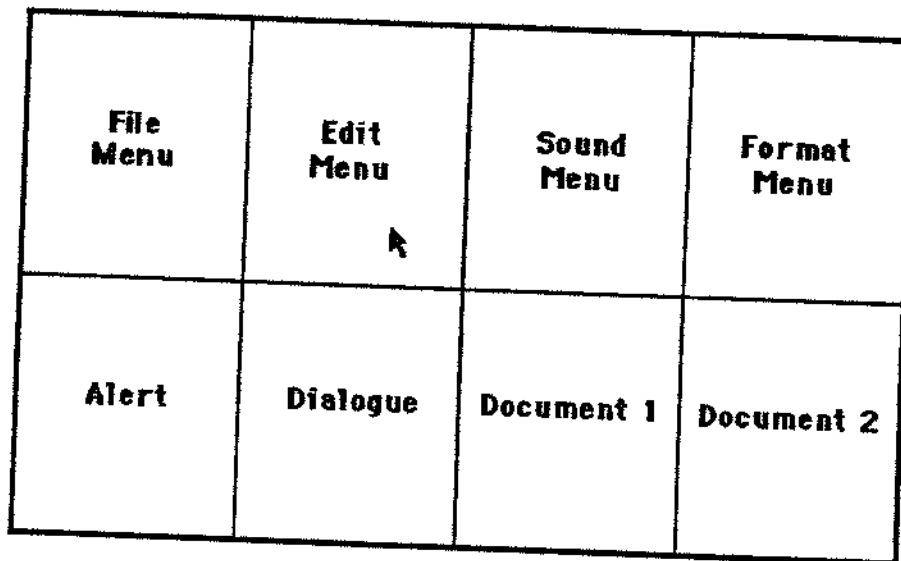 File
Menu
Edit
Menu
Sound
Menu
Format
Menu
Alert
Dialogue
Document 1
Document 2